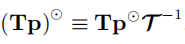 (𝐓𝐩)^⊙ ≡ 𝐓𝐩^⊙ 𝓣^{−1}